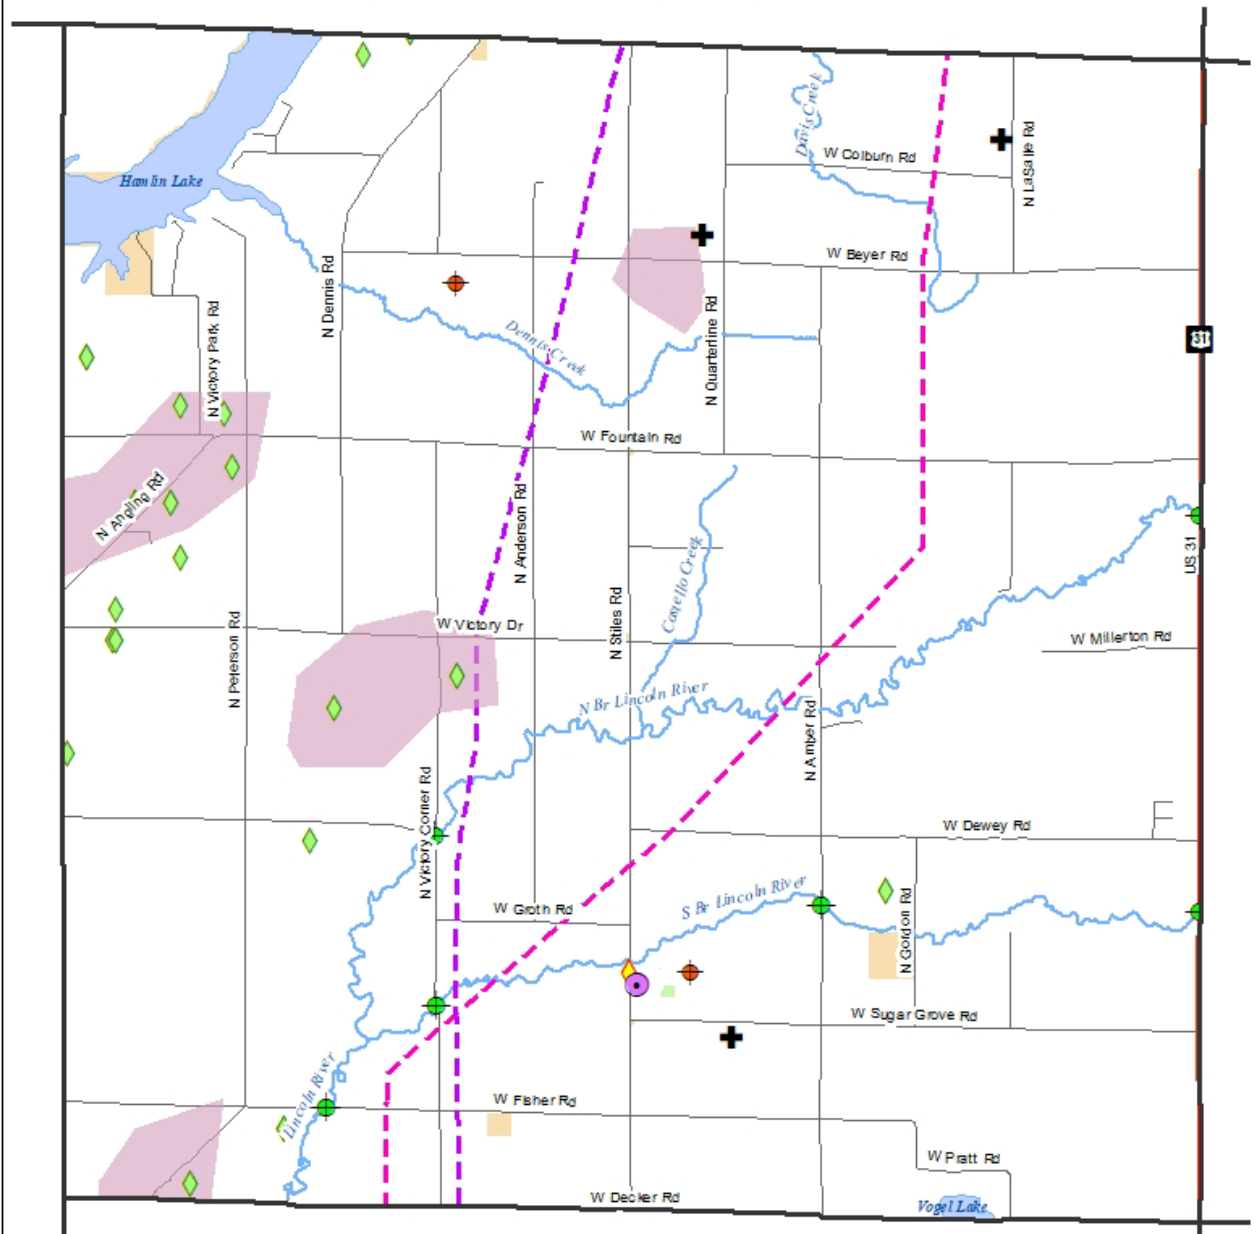 Davis Creek
N LaSalle Rd
W Colburn Rd
Hamlin Lake
W Beyer Rd
N Dennis Rd
N Victory Park Rd
N Quarterline Rd
31
Dennis Creek
W Fountain Rd
N Angling Rd
N Anderson Rd
US 31
Costello Creek
N Stiles Rd
W Victory Dr
W Millerton Rd
N Peterson Rd
N Br Lincoln River
N Amber Rd
N Victory Corner Rd
W Dewey Rd
S Br Lincoln River
W Groth Rd
N Gordon Rd
W Sugar Grove Rd
Lincoln River
W Fisher Rd
W Pratt Rd
W Decker Rd
Vogel Lake